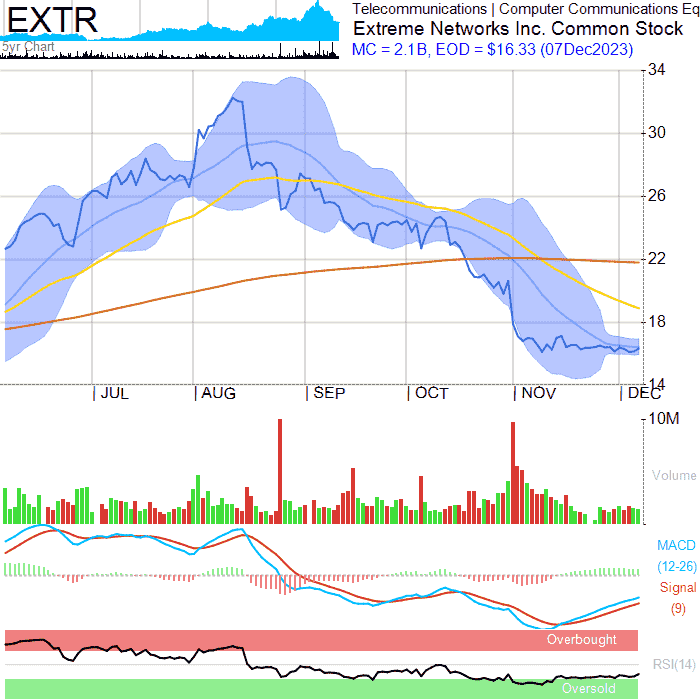 EXTR
5yr Chart
Telecommunications | Computer Communications Eq
Extreme Networks Inc. Common Stock
MC = 2.1B, EOD = $16.33 (07Dec2023)
34
30
26
22
18
14
JUL AUG SEP OCT NOV DEC
10M
Volume
MACD
(12-26)
Signal
(9)
Overbought
RSI(14)
Oversold